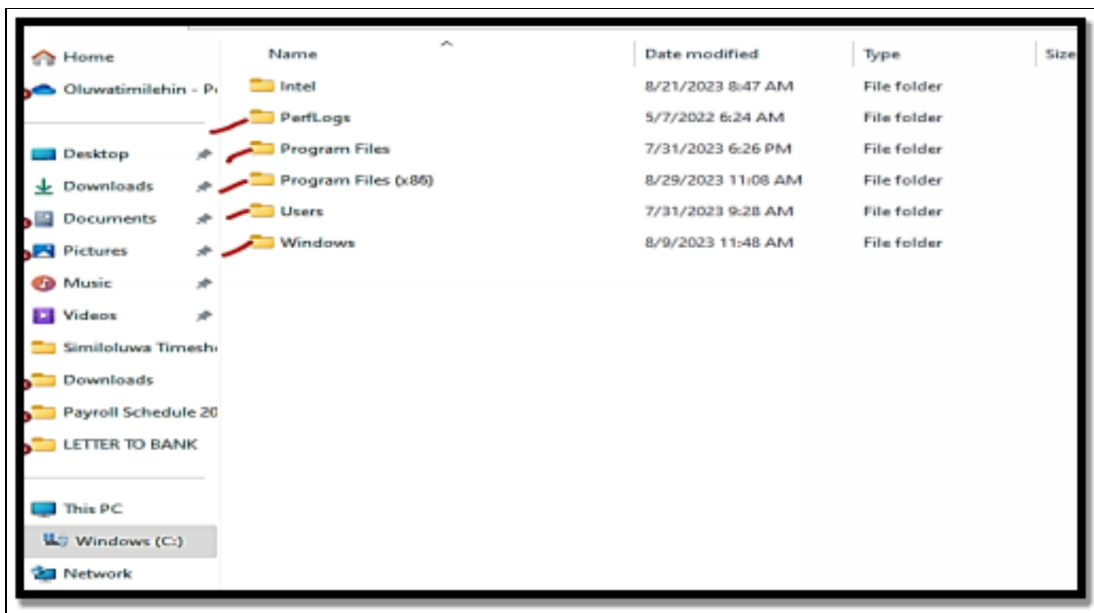 Home
Oluwatimilehin - P
Desktop
Downloads
Documents
Pictures
Music
Videos
Similoluwa Timesh
Downloads
Payroll Schedule 20
LETTER TO BANK
This PC
Windows (C:)
Network
Name Date modified Type Size
Intel 8/21/2023 8:47 AM File folder
PerfLogs 5/7/2022 6:24 AM File folder
Program Files 7/31/2023 6:26 PM File folder
Program Files (x86) 8/29/2023 11:08 AM File folder
Users 7/31/2023 9:28 AM File folder
Windows 8/9/2023 11:48 AM File folder